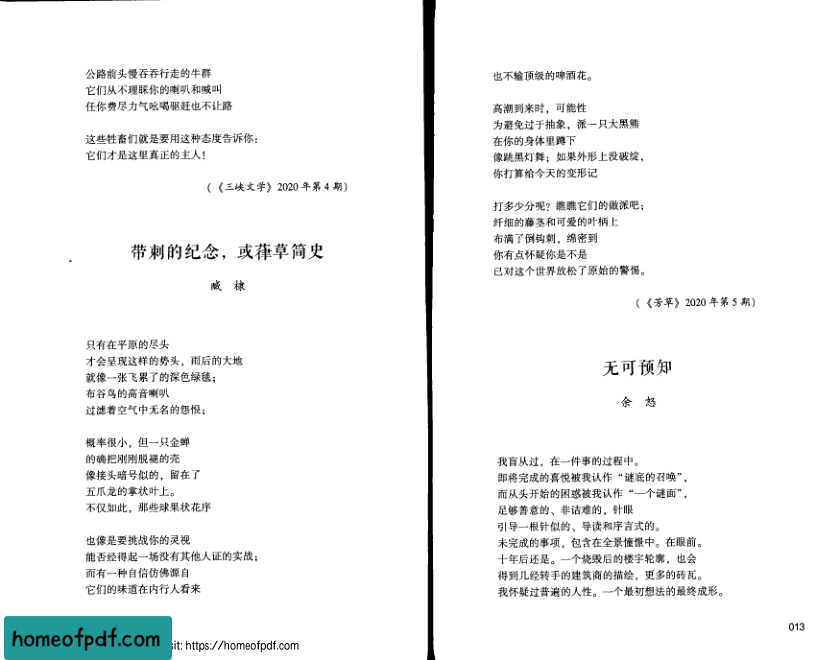 公路前头慢吞吞行走的牛群
它们从不理睬你的喇叭和喊叫
任你费尽力气吆喝驱赶也不让路
这些牲畜们就是要用这种态度告诉你：
它们才是这里真正的主人！
（《三峡文学》2020年第4期）
带刺的纪念，或葎草简史
臧棣
只有在平原的尽头
才会呈现这样的势头，雨后的大地
就像一张飞累了的深色绿毯；
布谷鸟的高音喇叭
过滤着空气中无名的怨恨；
概率很小，但一只金蝉
的确把刚刚脱褪的壳
像接头暗号似的，留在了
五爪龙的掌状叶上。
不仅如此，那些球果状花序
也像是要挑战你的灵视
能否经得起一场没有其他人证的实战；
而有一种自信仿佛源自
它们的味道在内行人看来
也不输顶级的啤酒花。
高潮到来时，可能性
为避免过于抽象，派一只大黑熊
在你的身体里蹲下
像跳黑灯舞；如果外形上没破绽，
你打算给今天的变形记
打多少分呢？瞧瞧它们的做派吧；
纤细的藤茎和可爱的叶柄上
布满了倒钩刺，绵密到
你有点怀疑你是不是
已对这个世界放松了原始的警惕。
（《芳草》2020年第5期）
无可预知
余怒
我盲从过，在一件事的过程中。
即将完成的喜悦被我认作“谜底的召唤”，
而从头开始的困惑被我认作“一个谜面”，
足够善意的、非诘难的，针眼
引导一根针似的、导读和序言式的。
未完成的事项，包含在全景憧憬中。在眼前。
十年后还是。一个烧毁后的楼宇轮廓，也会
得到几经转手的建筑商的描绘，更多的砖瓦。
我怀疑过普遍的人性。一个最初想法的最终成形。
013
homeofpdf.com
sit: https://homeofpdf.com